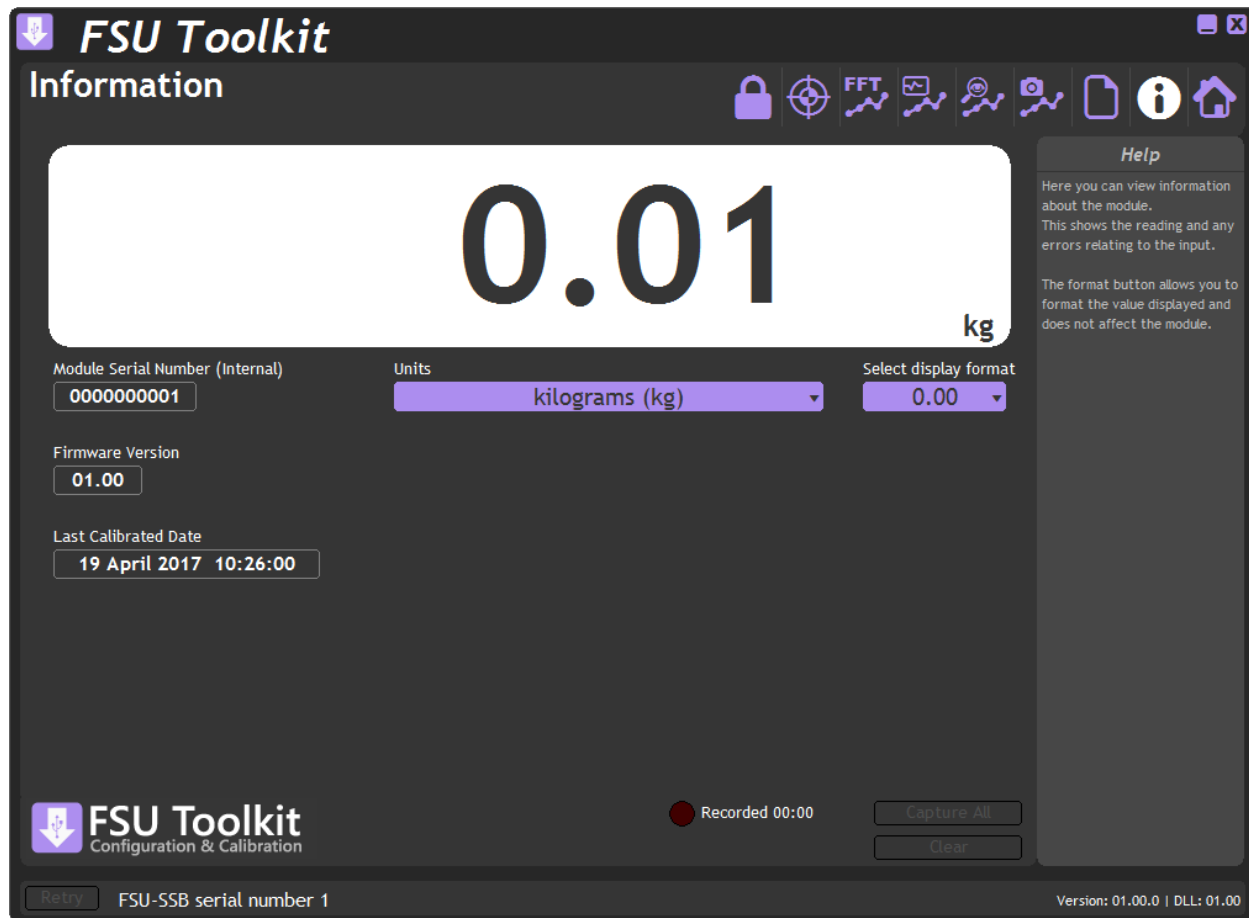 FSU Toolkit
Information
FFT
0.01
kg
Help
Here you can view information
about the module.
This shows the reading and any
errors relating to the input.
The format button allows you to
format the value displayed and
does not affect the module.
Module Serial Number (Internal)
0000000001
Units
kilograms (kg)
Select display format
0.00
Firmware Version
01.00
Last Calibrated Date
19 April 2017 10:26:00
FSU Toolkit
Configuration & Calibration
Recorded 00:00
Capture All
Clear
Retry
FSU-SSB serial number 1
Version: 01.00.0 | DLL: 01.00